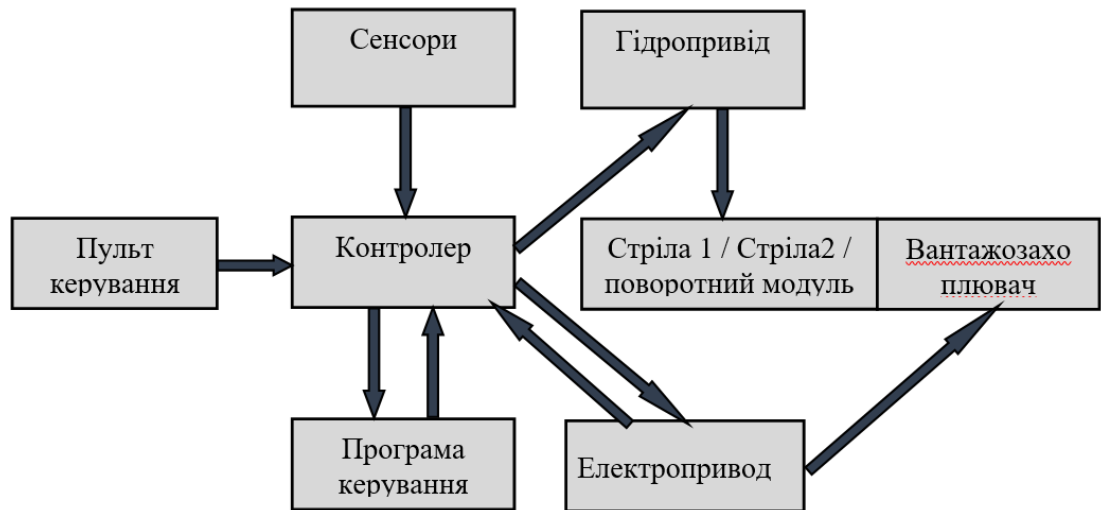 Сенсори
Гідропривід
Пульт
керування
Контролер
Стріла 1 / Стріла2 /
поворотний модуль
Вантажозахо
плювач
Програма
керування
Електропривод